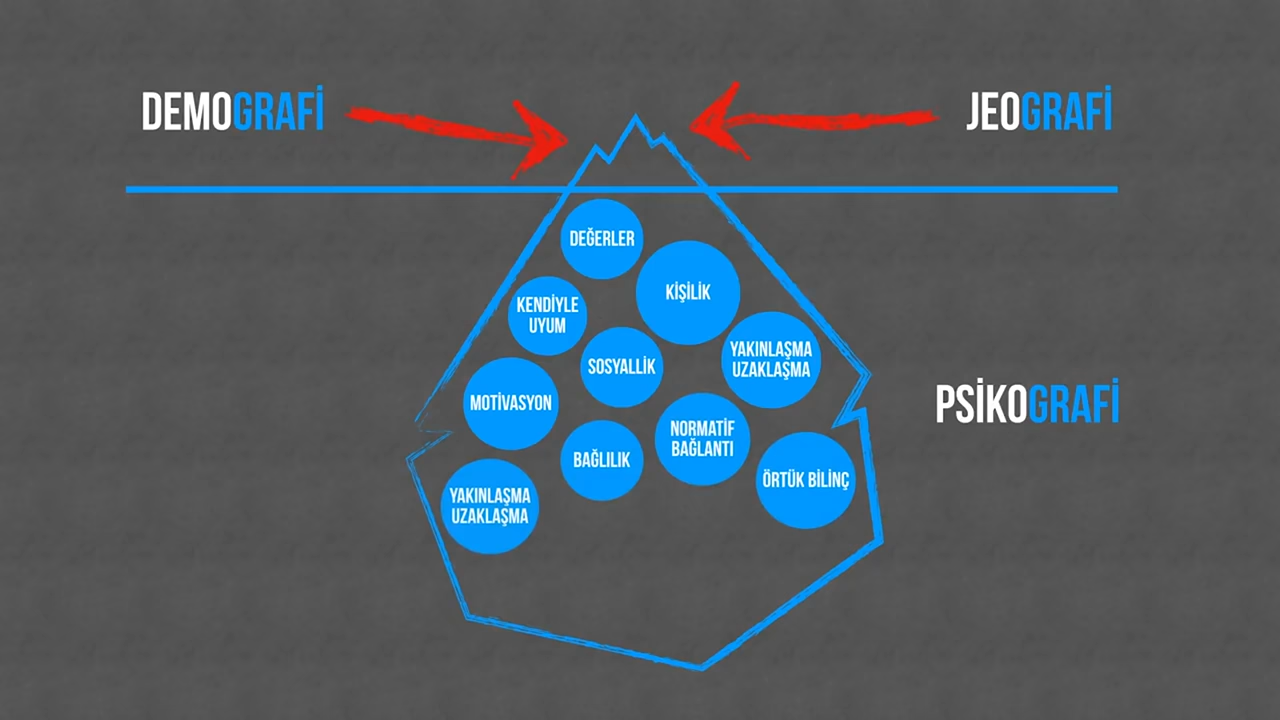 DEMOGRAFİ
JEOGRAFİ
DEĞERLER
KİŞİLİK
KENDİYLE
UYUM
SOSYALLİK
YAKINLAŞMA
UZAKLAŞMA
MOTİVASYON
PSİKOGRAFİ
NORMATİF
BAĞLANTI
BAĞLILIK
ÖRTÜK BİLİNÇ
YAKINLAŞMA
UZAKLAŞMA